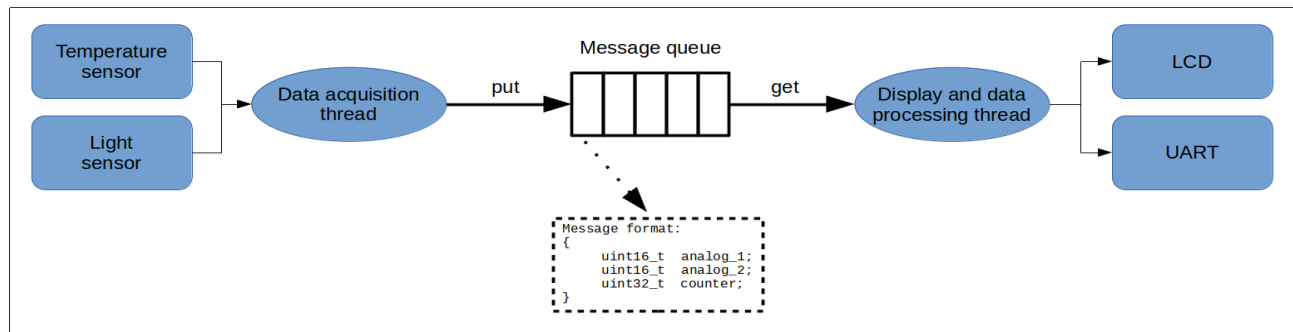 Temperature
sensor
Light
sensor
Data acquisition
thread
put
Message queue
get
Display and data
processing thread
LCD
UART
Message format:
{
uint16_t analog_1;
uint16_t analog_2;
uint32_t counter;
}